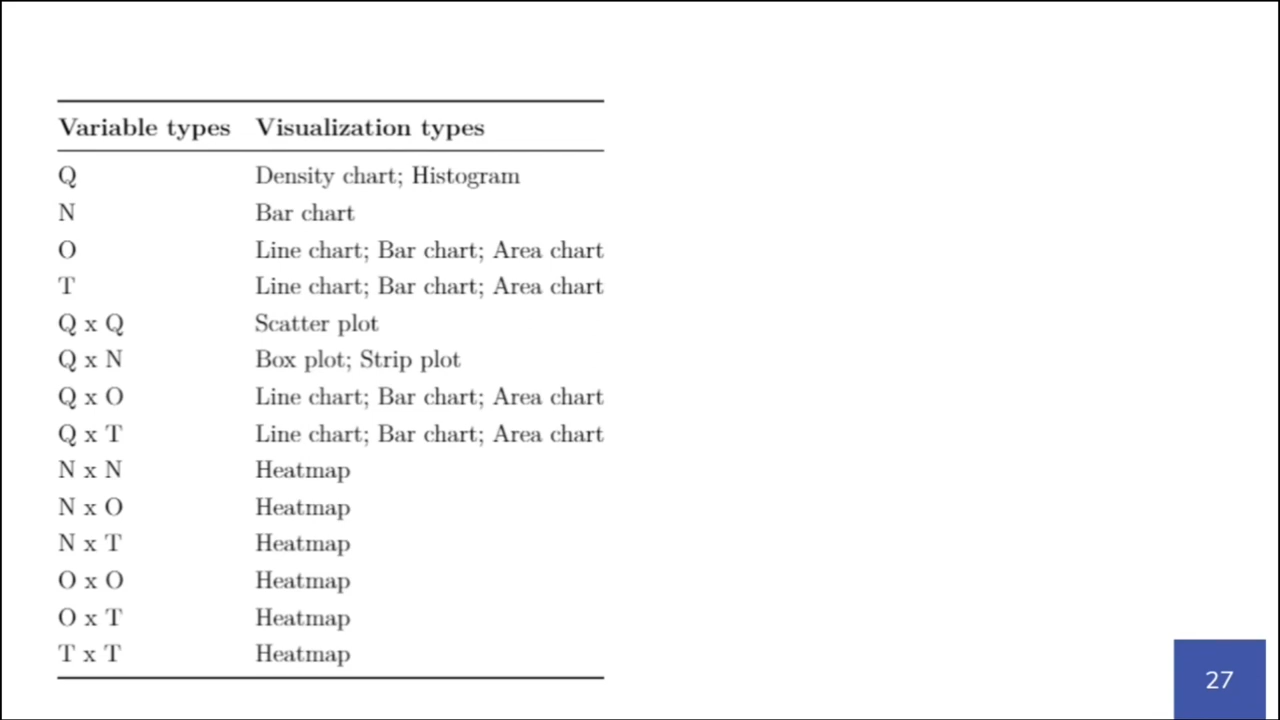 Variable types Visualization types
Q Density chart; Histogram
N Bar chart
O Line chart; Bar chart; Area chart
T Line chart; Bar chart; Area chart
Q x Q Scatter plot
Q x N Box plot; Strip plot
Q x O Line chart; Bar chart; Area chart
Q x T Line chart; Bar chart; Area chart
N x N Heatmap
N x O Heatmap
N x T Heatmap
O x O Heatmap
O x T Heatmap
T x T Heatmap
27